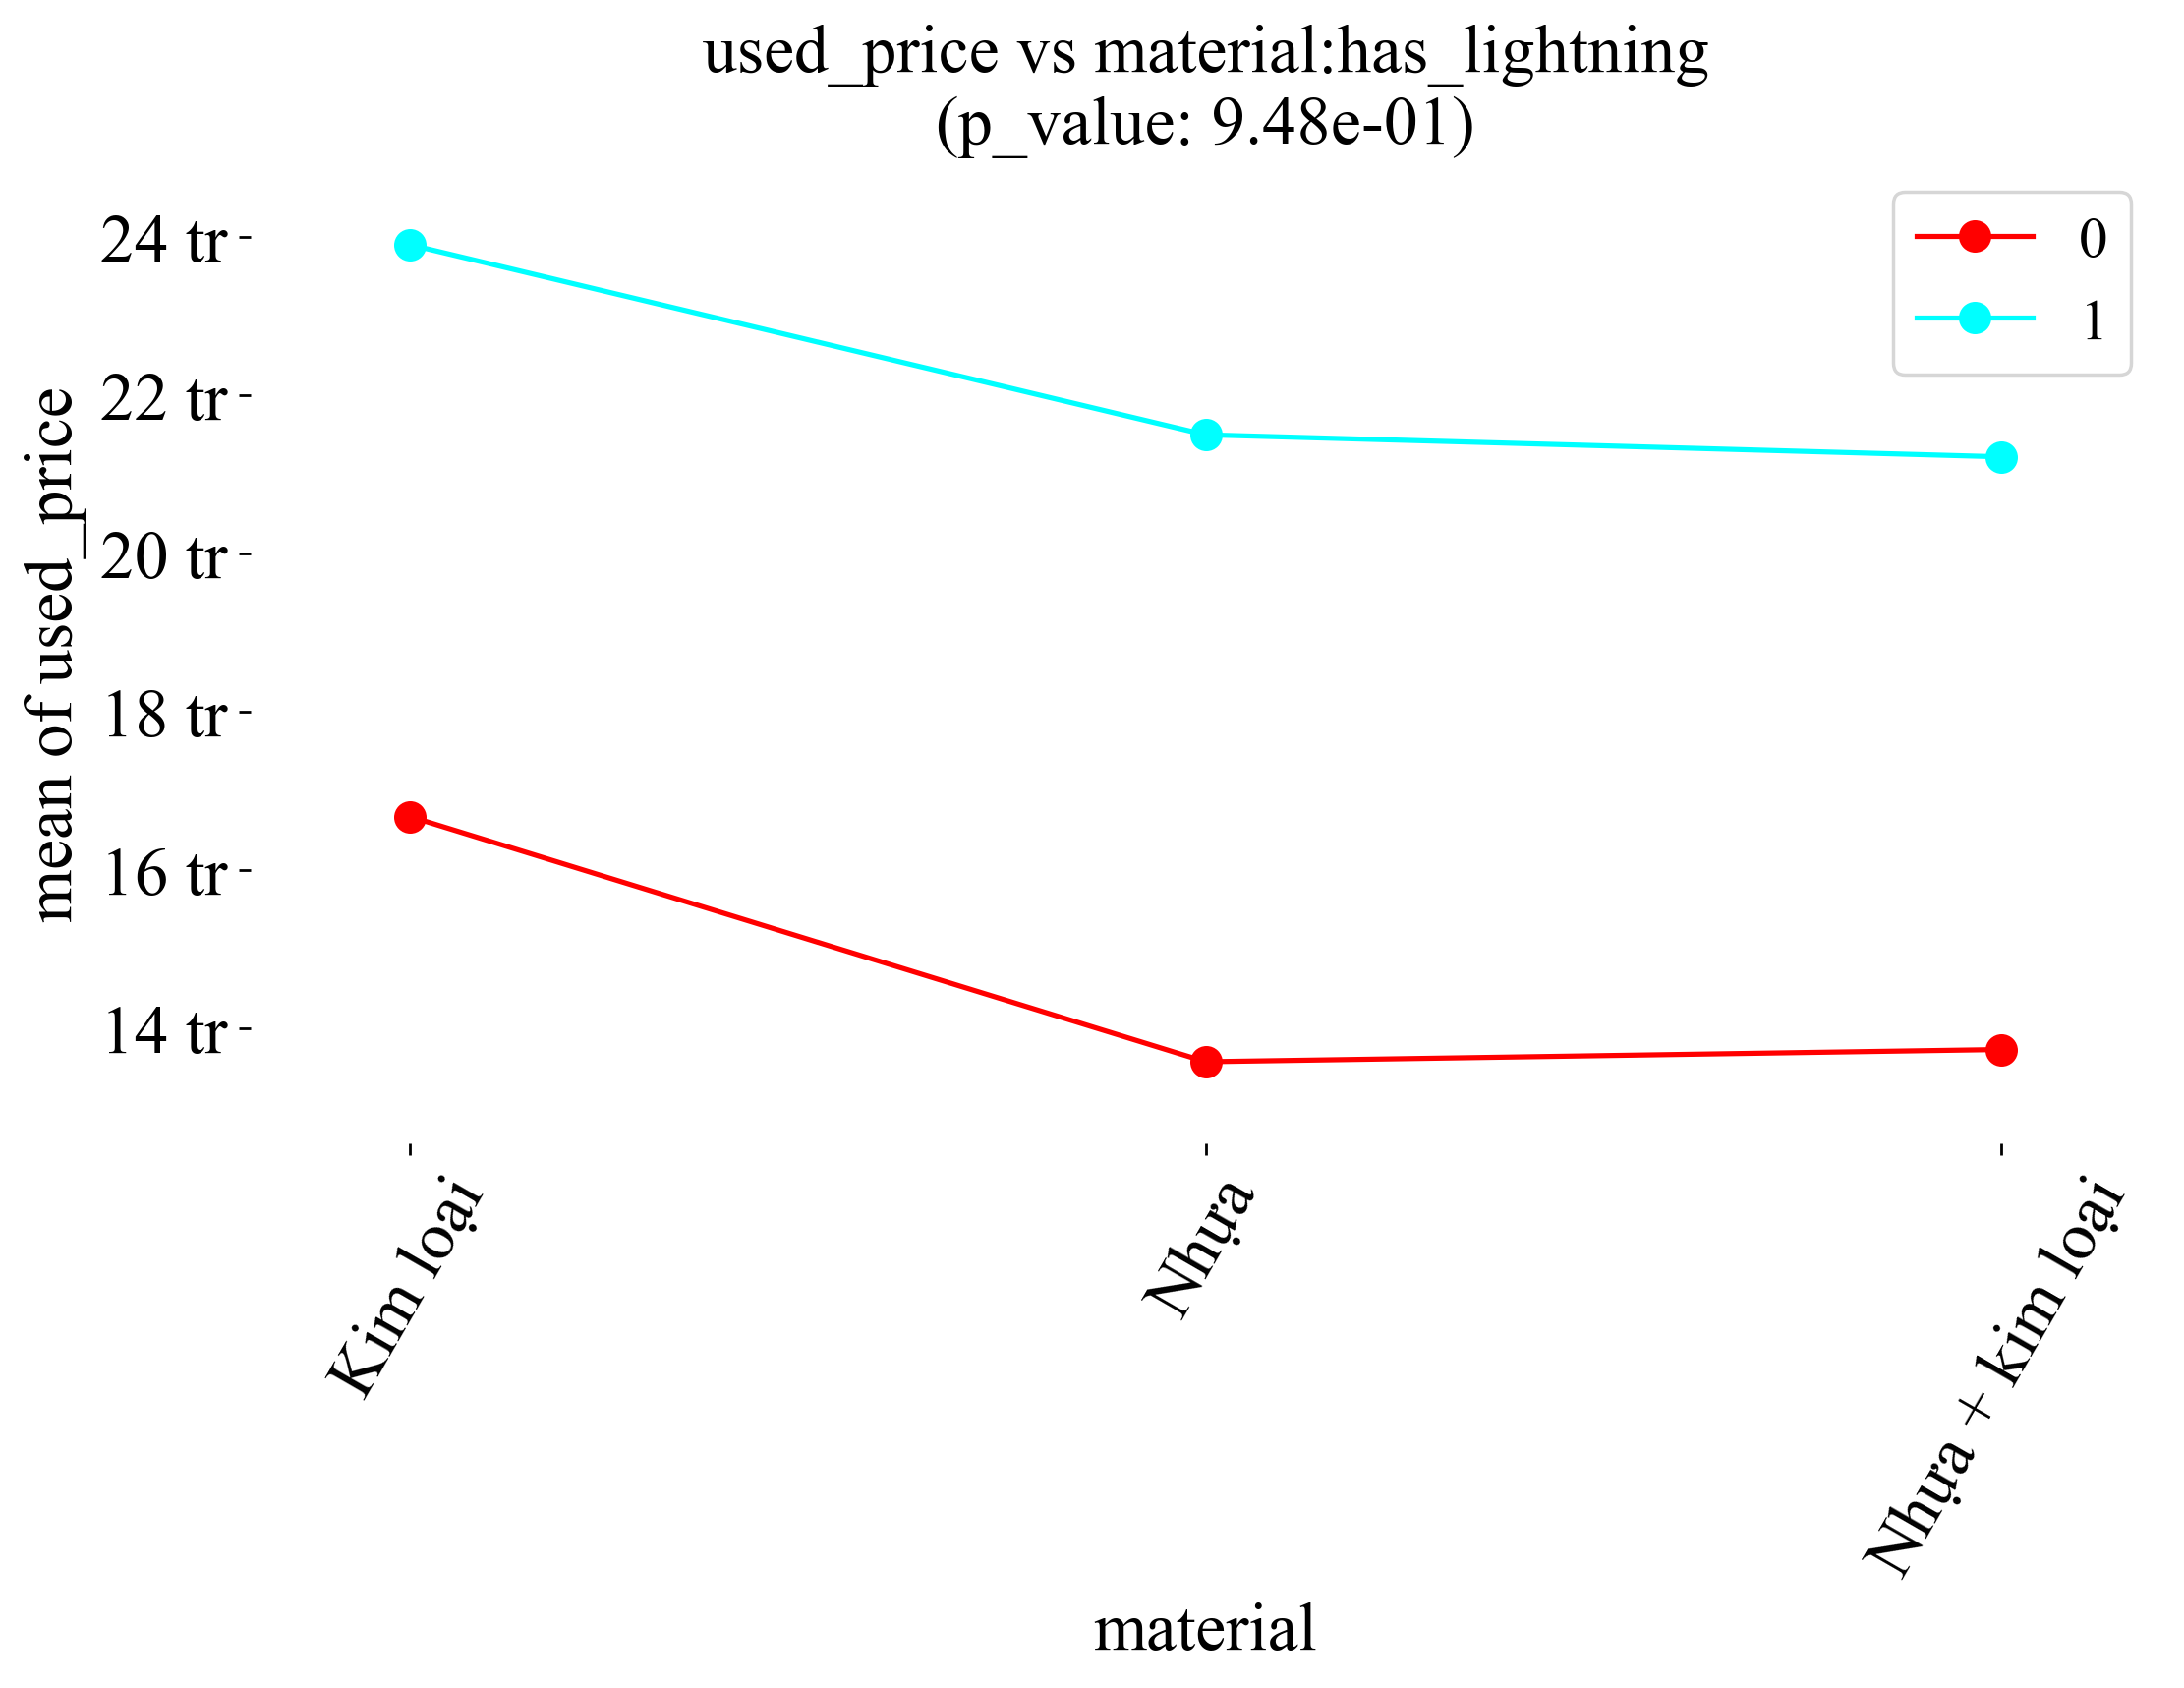 used_price vs material:has_lightning
(p_value: 9.48e-01)
0
1
24 tr
22 tr
20 tr
18 tr
16 tr
14 tr
mean of used_price
Kim loại
Nhựa
Nhựa + kim loại
material